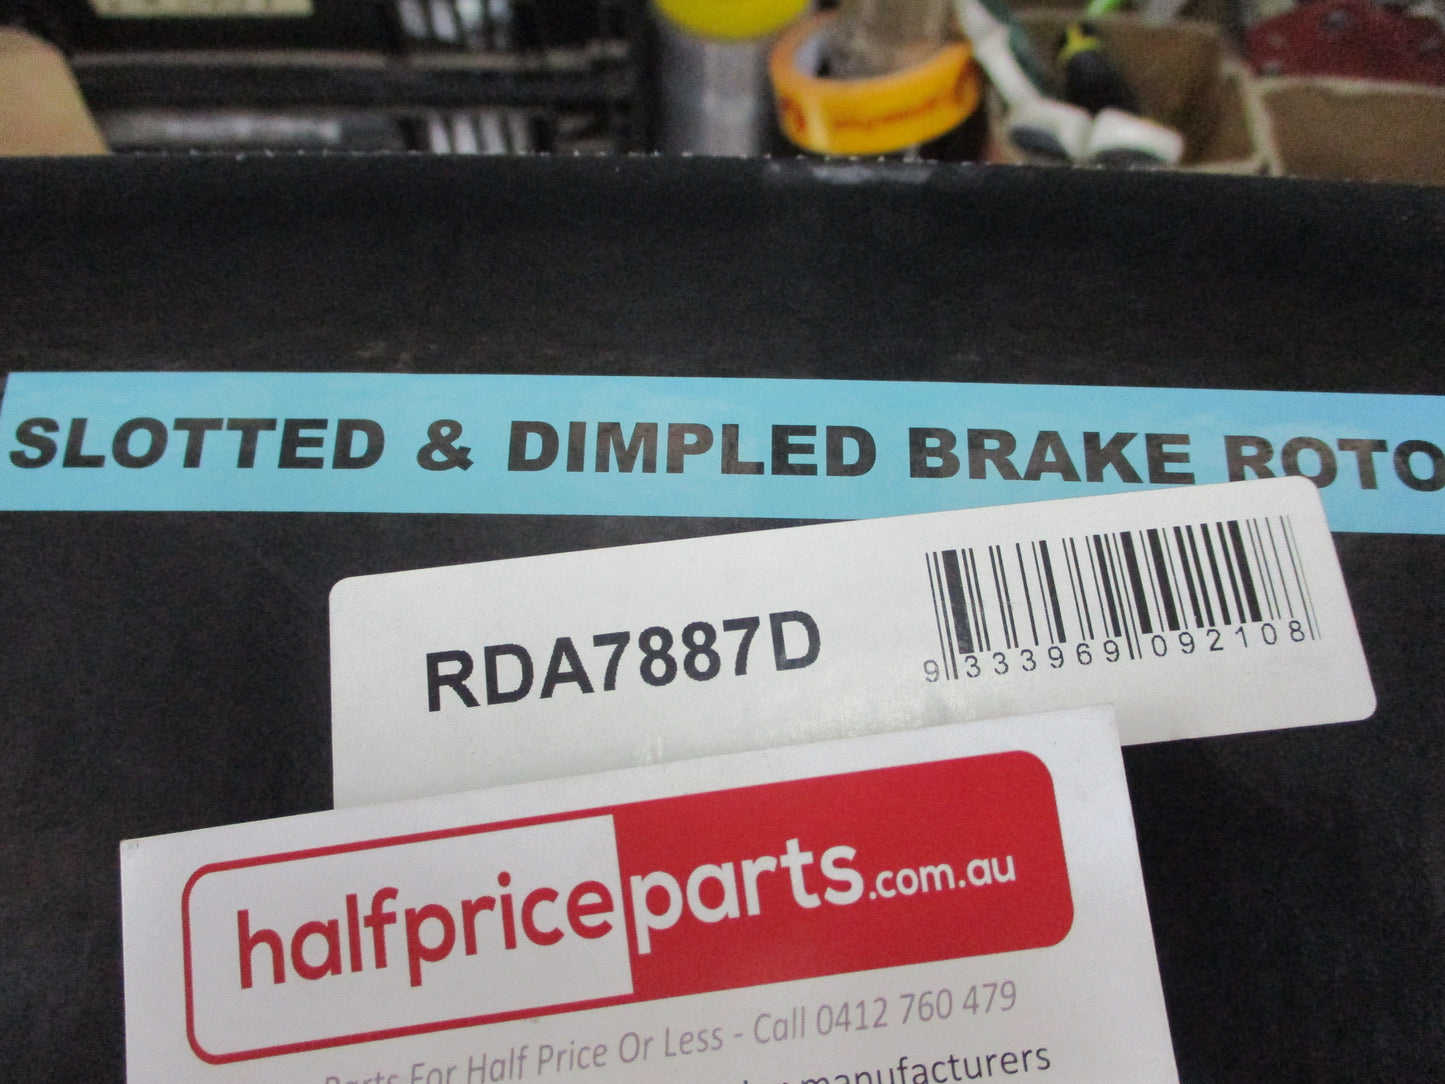 SLOTTED & DIMPLED BRAKE ROTO
RDA7887D
9 333969 092108
halfpriceparts.com.au
Parts For Half Price Or Less - Call 0412 760 479
manufacturers